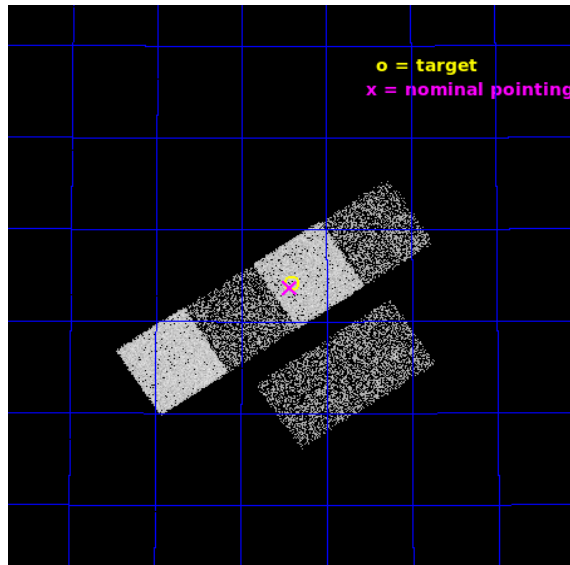 o = target
x = nominal pointing